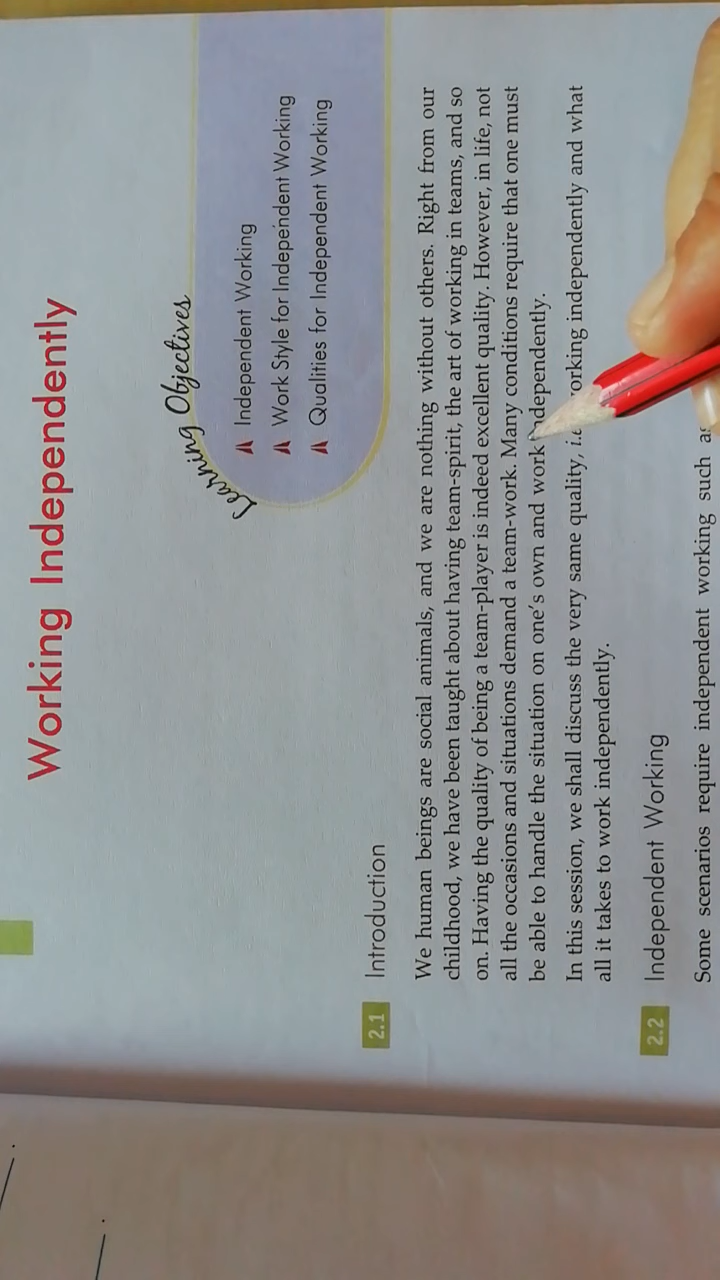 Working Independently
Learning Objectives
Independent Working
Work Style for Independent Working
Qualities for Independent Working
2.1 Introduction
We human beings are social animals, and we are nothing without others. Right from our
childhood, we have been taught about having team-spirit, the art of working in teams, and so
on. Having the quality of being a team-player is indeed excellent quality. However, in life, not
all the occasions and situations demand a team-work. Many conditions require that one must
be able to handle the situation on one's own and work dependently.
In this session, we shall discuss the very same quality, orking independently and what
all it takes to work independently.
2.2 Independent Working
Some scenarios require independent working such